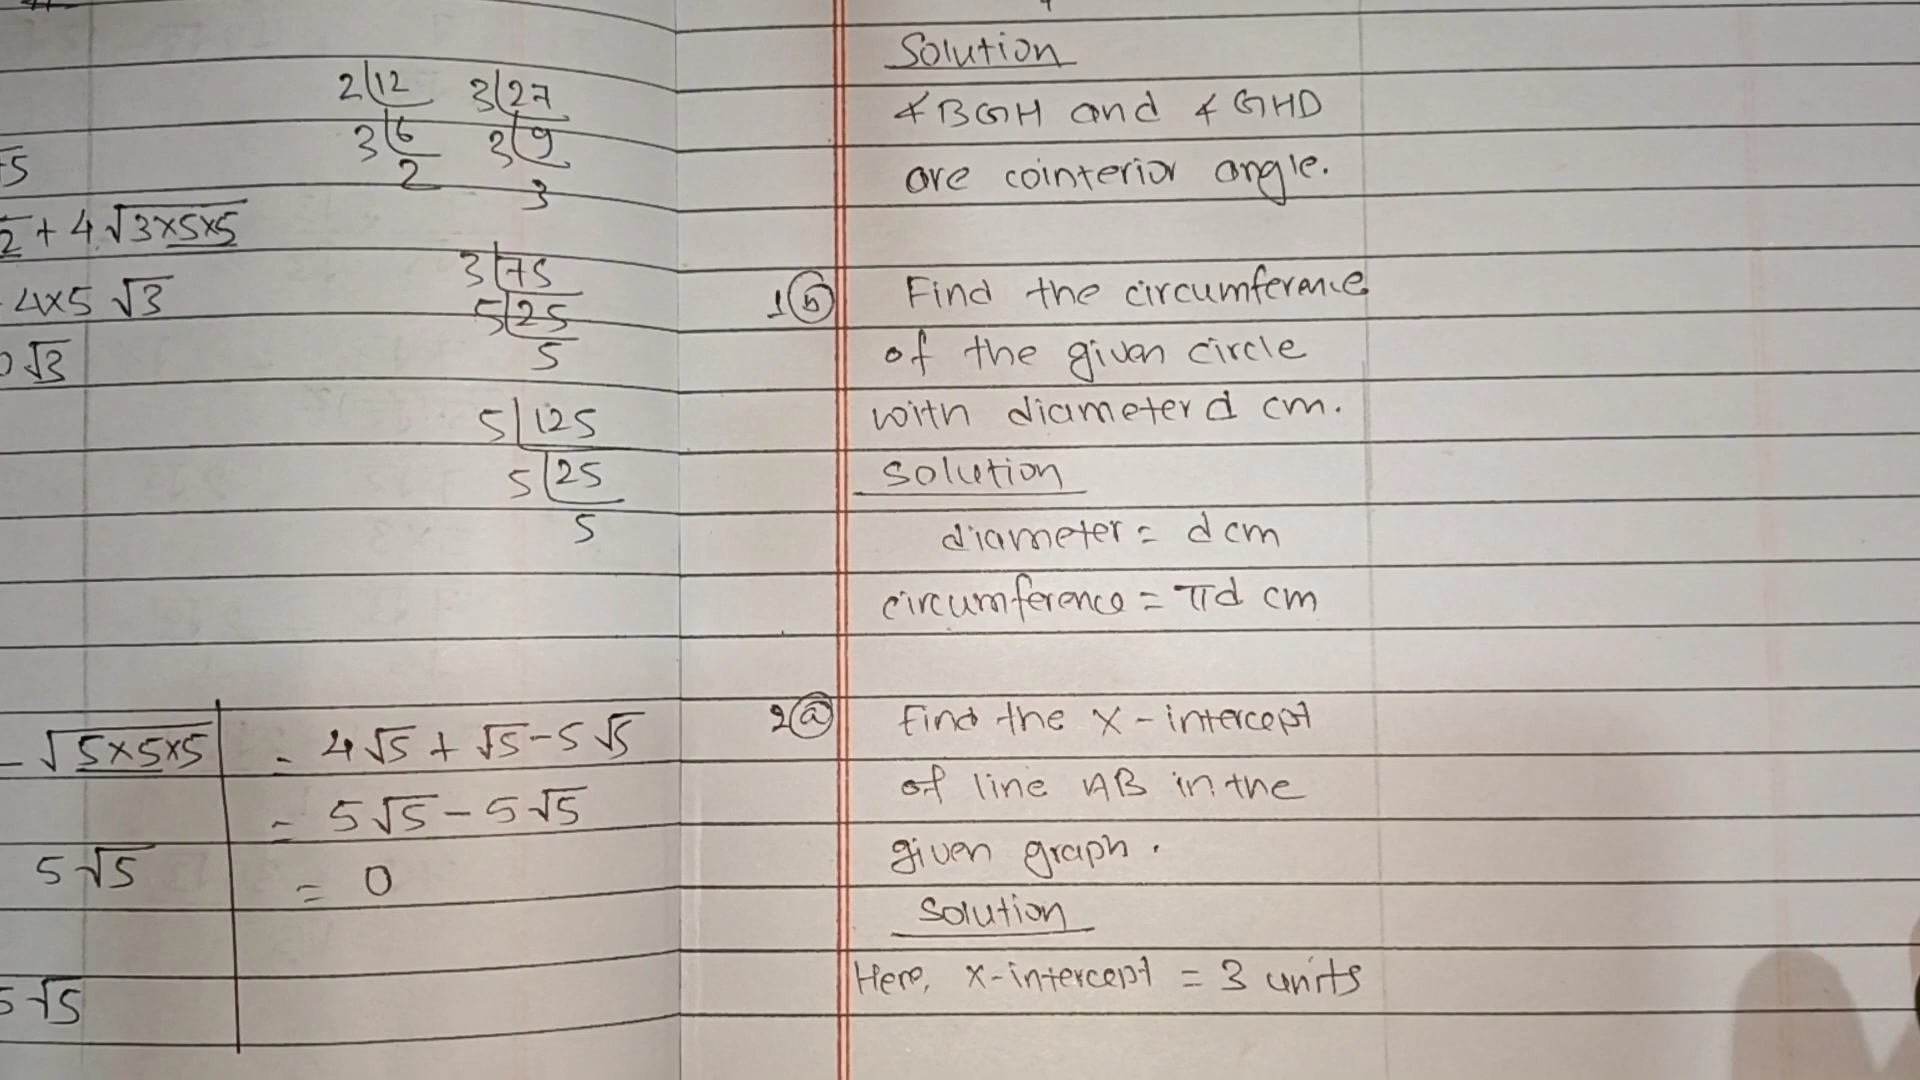 2 12 3 27
3 6 3 9
2 3
√5
2 + 4√3×5×5
4×5 √3
√3
3 75
5 25
5
5 125
5 25
5
- √5×5×5
5√5
5√5
= 4√5 + √5 - 5√5
= 5√5 - 5√5
= 0
Solution
∢BGH and ∢GHD
are cointerior angle.
1 (b) Find the circumference
of the given circle
with diameter d cm.
Solution
diameter = d cm
circumference = πd cm
2 (a) Find the x-intercept
of line AB in the
given graph.
Solution
Here, x-intercept = 3 units